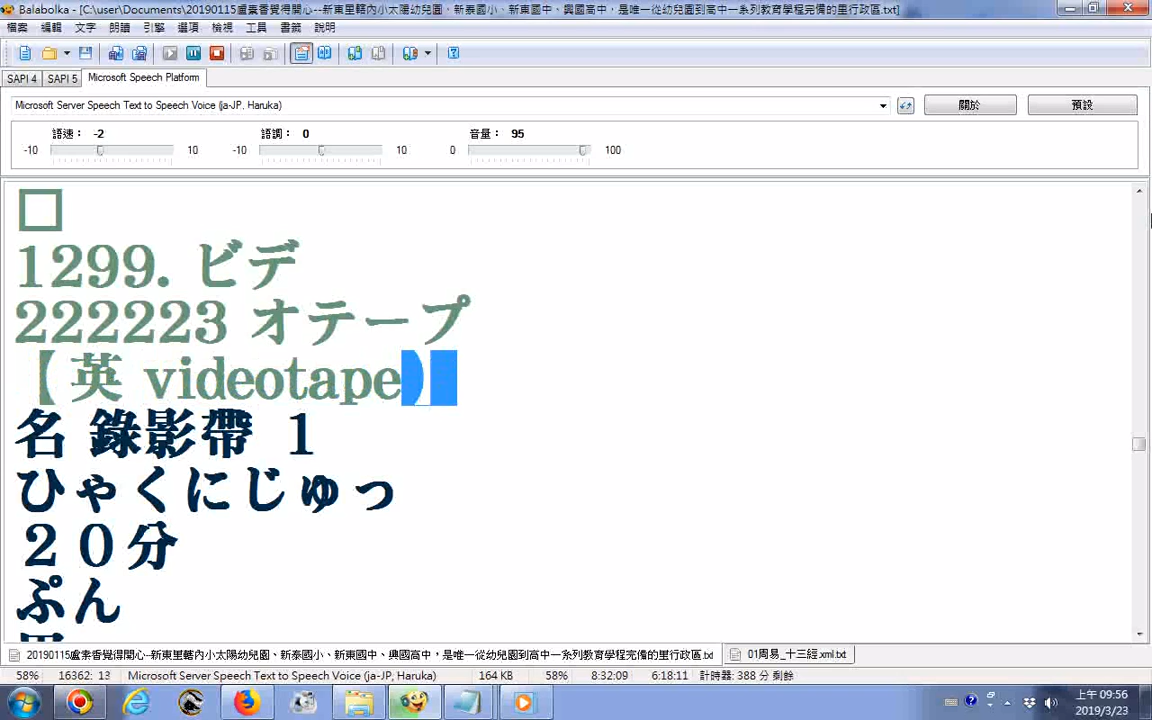 Balabolka - [C:\user\Documents\20190115盧素香覺得開心--新東里轄內小太陽幼兒園、新泰國小、新東國中、興國高中,是唯一從幼兒園到高中一系列教育學程完備的里行政區.txt]
檔案 編輯 文字 朗讀 引擎 選項 檢視 工具 書籤 說明
SAPI 4 SAPI 5 Microsoft Speech Platform
Microsoft Server Speech Text to Speech Voice (ja-JP, Haruka) 關於 預設
語速: -2 語調: 0 音量: 95
-10 10 -10 10 0 100
□
1299. ビデ
222223 オテープ
【 英 videotape)
名 錄影帶 1
ひゃくにじゅっ
20分
ぷん
20190115盧素香覺得開心--新東里轄內小太陽幼兒園、新泰國小、新東國中、興國高中,是唯一從幼兒園到高中一系列教育學程完備的里行政區.txt 01周易_十三經.xml.txt
58% 16362: 13 Microsoft Server Speech Text to Speech Voice (ja-JP, Haruka) 164 KB 58% 8:32:09 6:18:11 計時器: 388 分 剩餘
上午 09:56
2019/3/23